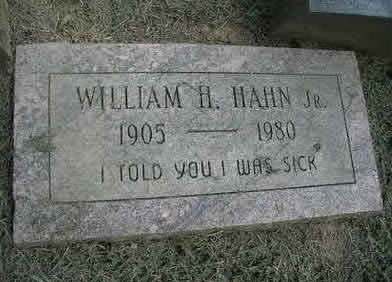 WILLIAM H. HAHN JR.
1905 — 1980
I TOLD YOU I WAS SICK